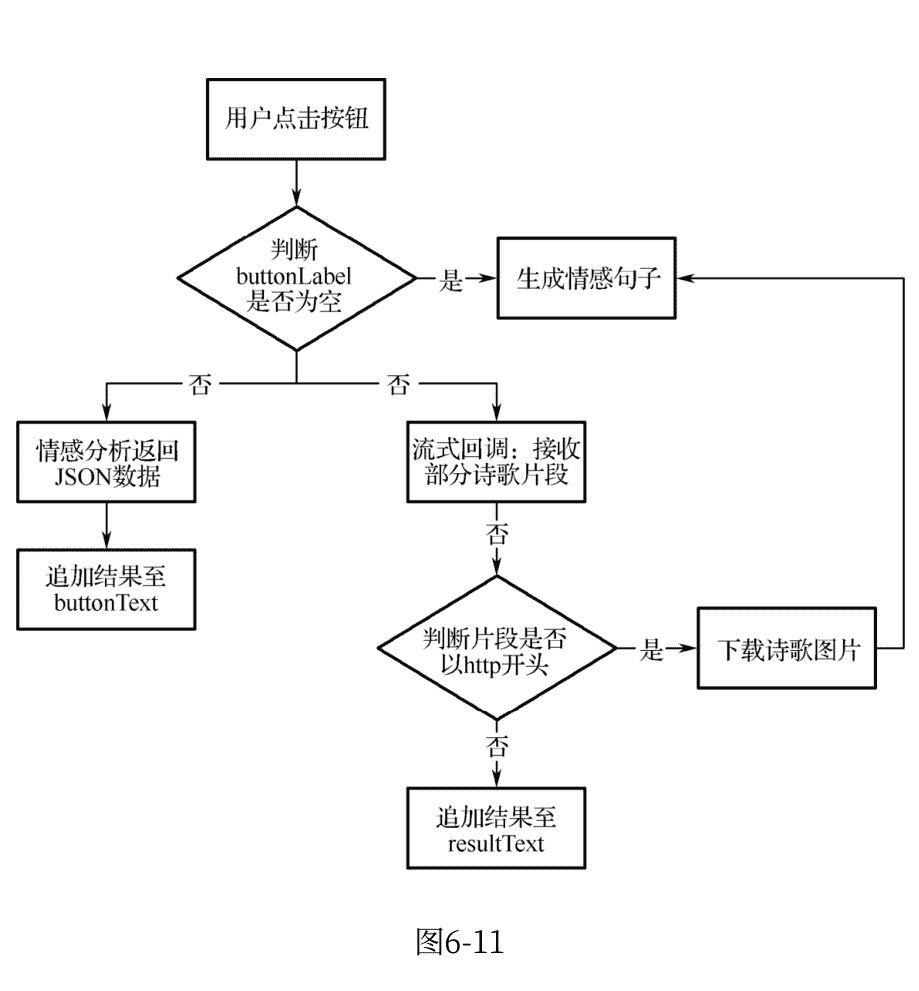 用户点击按钮
判断
buttonLabel
是否为空
是
生成情感句子
否
否
情感分析返回
JSON数据
流式回调：接收
部分诗歌片段
否
追加结果至
buttonText
判断片段是否
以http开头
是
下载诗歌图片
否
追加结果至
resultText
图6-11